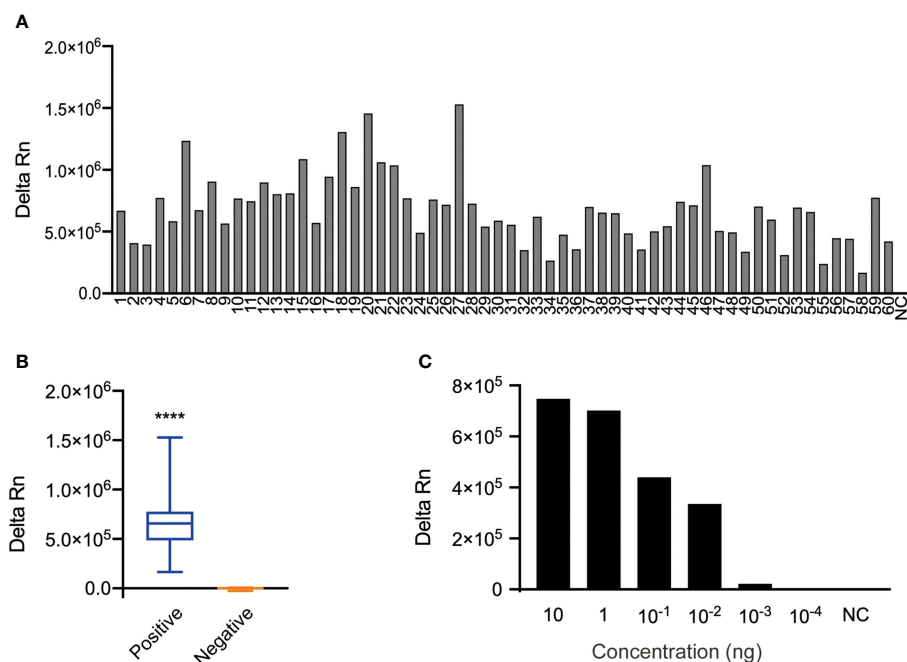 A
2.0×10⁶
1.5×10⁶
1.0×10⁶
5.0×10⁵
0.0
Delta Rn
1 2 3 4 5 6 7 8 9 10 11 12 13 14 15 16 17 18 19 20 21 22 23 24 25 26 27 28 29 30 31 32 33 34 35 36 37 38 39 40 41 42 43 44 45 46 47 48 49 50 51 52 53 54 55 56 57 58 59 60 NC
B
2.0×10⁶
1.5×10⁶
1.0×10⁶
5.0×10⁵
0.0
Delta Rn
****
Positive Negative
C
8×10⁵
6×10⁵
4×10⁵
2×10⁵
0
Delta Rn
10 1 10⁻¹ 10⁻² 10⁻³ 10⁻⁴ NC
Concentration (ng)